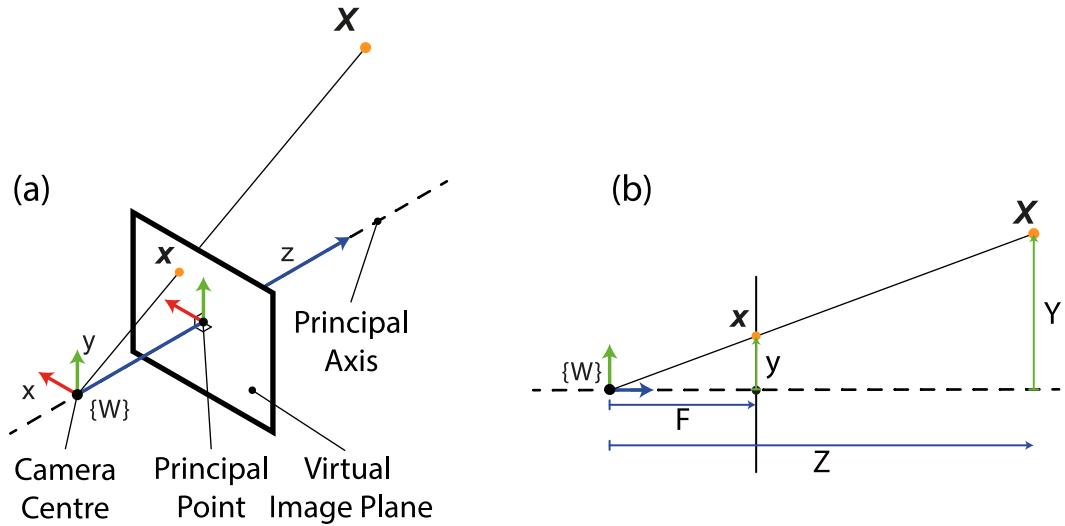 X
(a)
x
z
y
x
{W}
Principal
Axis
Camera
Centre
Principal
Point
Virtual
Image Plane
(b)
X
x
Y
y
{W}
F
Z